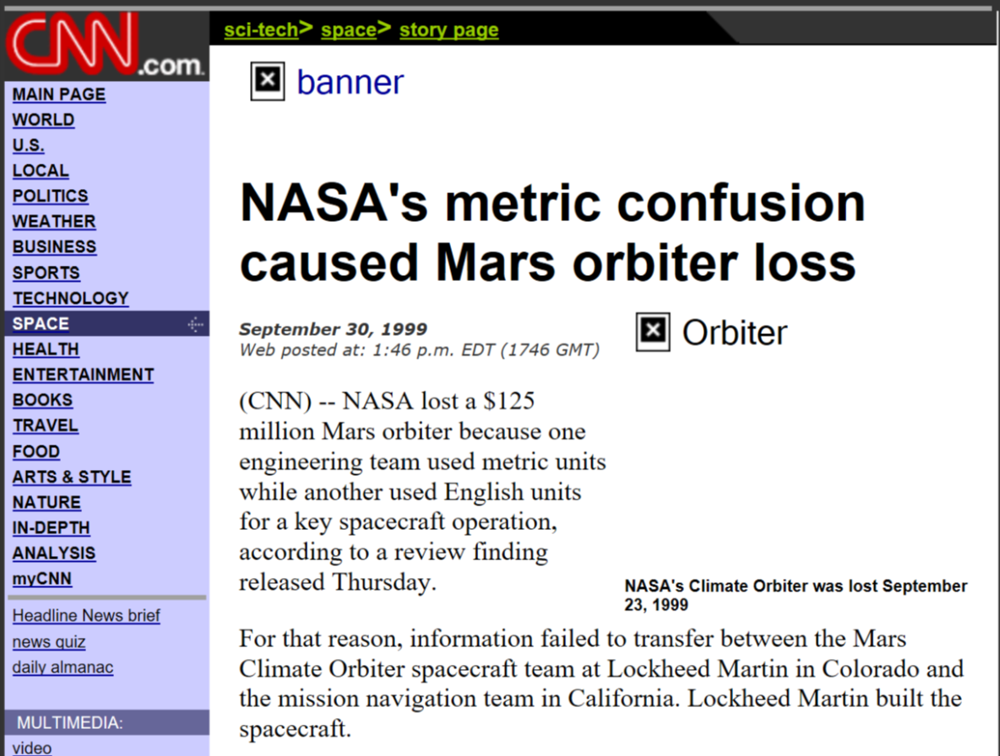 CNN.com.
sci-tech> space> story page
MAIN PAGE
WORLD
U.S.
LOCAL
POLITICS
WEATHER
BUSINESS
SPORTS
TECHNOLOGY
SPACE
HEALTH
ENTERTAINMENT
BOOKS
TRAVEL
FOOD
ARTS & STYLE
NATURE
IN-DEPTH
ANALYSIS
myCNN
Headline News brief
news quiz
daily almanac
MULTIMEDIA:
video
banner
NASA's metric confusion
caused Mars orbiter loss
September 30, 1999
Web posted at: 1:46 p.m. EDT (1746 GMT)
Orbiter
(CNN) -- NASA lost a $125
million Mars orbiter because one
engineering team used metric units
while another used English units
for a key spacecraft operation,
according to a review finding
released Thursday.
NASA's Climate Orbiter was lost September
23, 1999
For that reason, information failed to transfer between the Mars
Climate Orbiter spacecraft team at Lockheed Martin in Colorado and
the mission navigation team in California. Lockheed Martin built the
spacecraft.